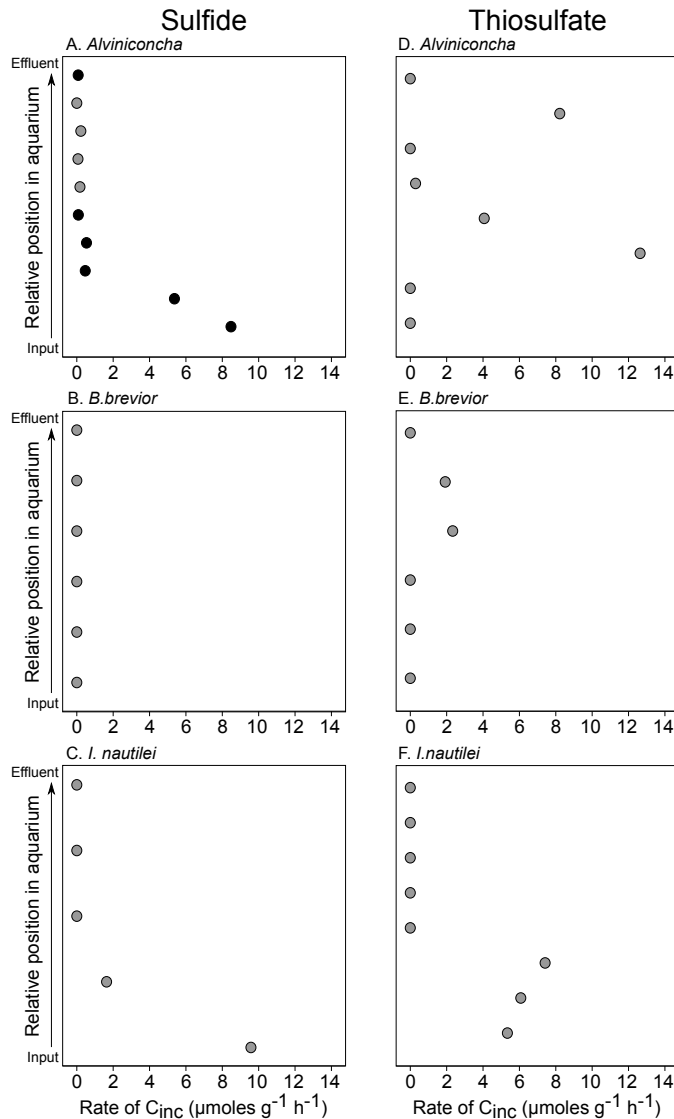 Sulfide Thiosulfate
A. Alviniconcha D. Alviniconcha
Effluent
Relative position in aquarium
Input
0 2 4 6 8 10 12 14 0 2 4 6 8 10 12 14
B. B.brevior E. B.brevior
Effluent
Relative position in aquarium
Input
0 2 4 6 8 10 12 14 0 2 4 6 8 10 12 14
C. I. nautilei F. I.nautilei
Effluent
Relative position in aquarium
Input
0 2 4 6 8 10 12 14 0 2 4 6 8 10 12 14
Rate of Cinc (µmoles g-1 h-1) Rate of Cinc (µmoles g-1 h-1)